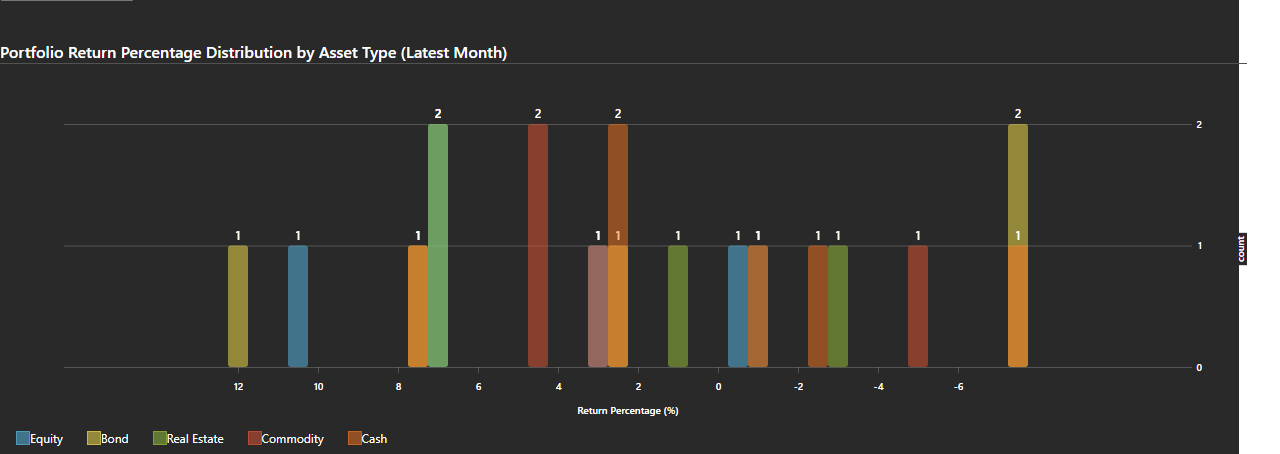 Portfolio Return Percentage Distribution by Asset Type (Latest Month)
2 2 2 2
2
1 1 1 1 1 1 1 1 1 1 1 1
1
count
0
12 10 8 6 4 2 0 -2 -4 -6
Return Percentage (%)
Equity Bond Real Estate Commodity Cash